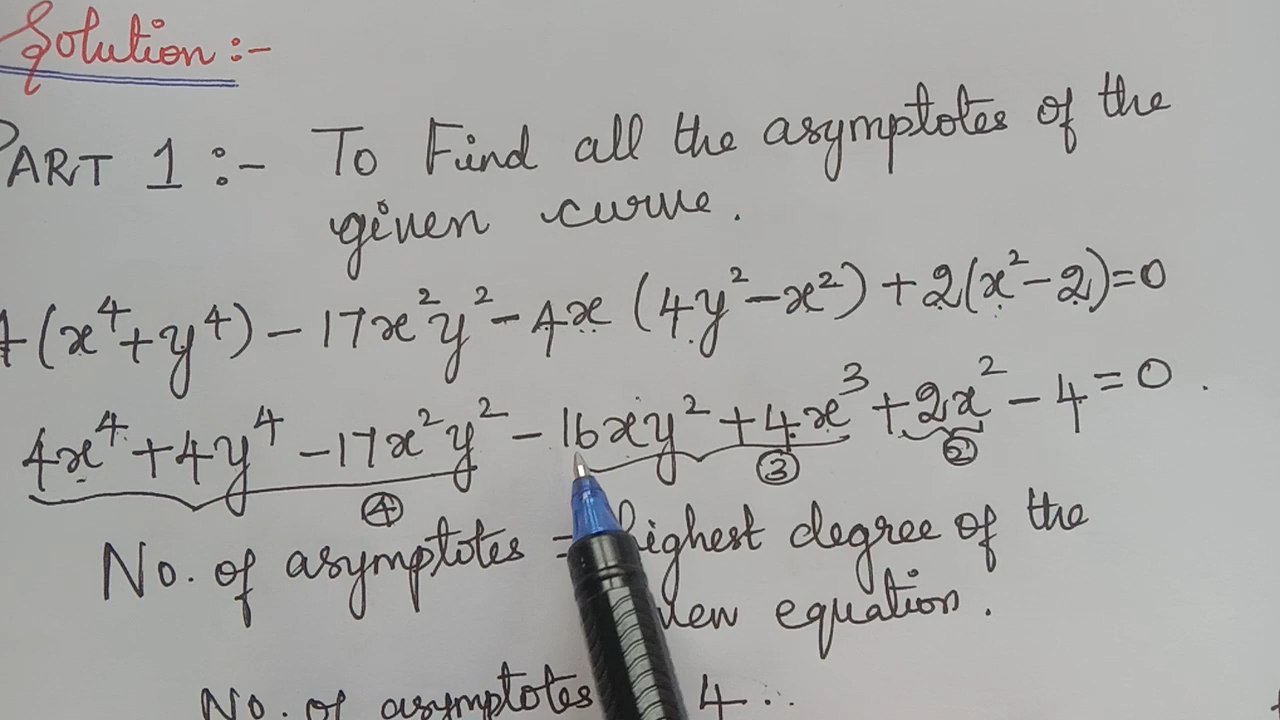 Solution :-
PART 1 :- To Find all the asymptotes of the
given curve.
4(x⁴+y⁴) - 17x²y² - 4x (4y² - x²) + 2(x² - 2) = 0
4x⁴ + 4y⁴ - 17x²y² - 16xy² + 4x³ + 2x² - 4 = 0 .
④ ③ ②
No. of asymptotes = highest degree of the
equation.
No. of asymptotes 4 ..